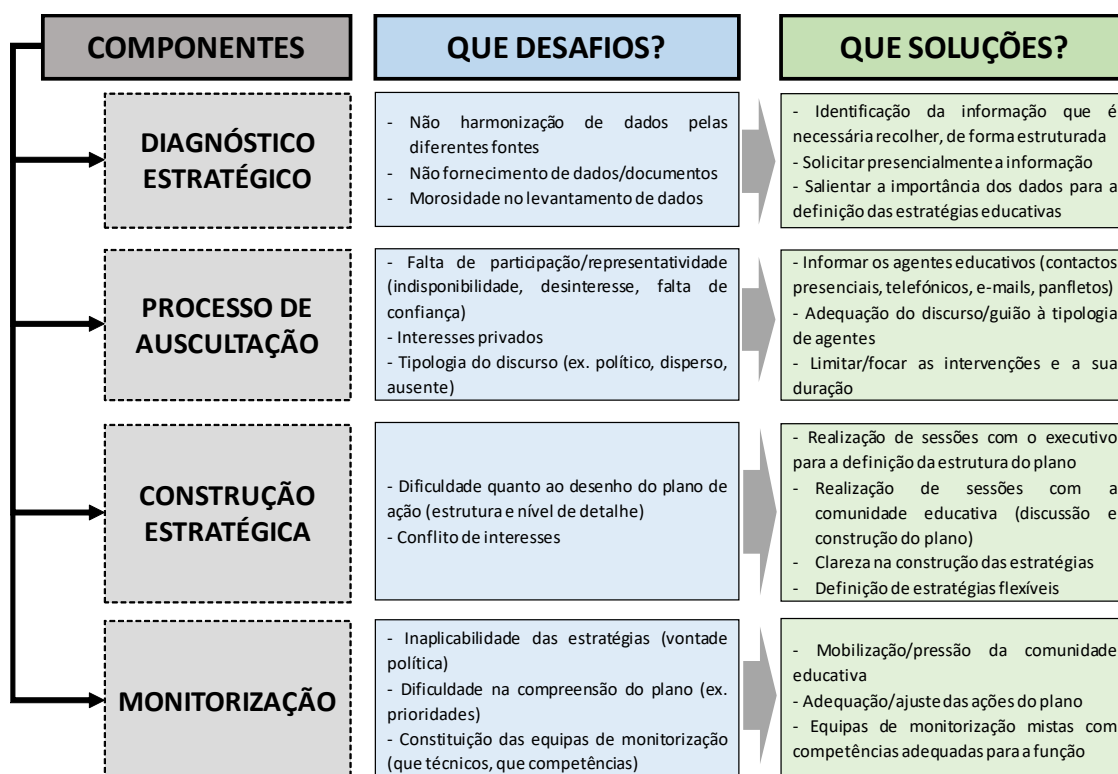 COMPONENTES
QUE DESAFIOS?
QUE SOLUÇÕES?
DIAGNÓSTICO
ESTRATÉGICO
- Não harmonização de dados pelas
diferentes fontes
- Não fornecimento de dados/documentos
- Morosidade no levantamento de dados
- Identificação da informação que é
necessária recolher, de forma estruturada
- Solicitar presencialmente a informação
- Salientar a importância dos dados para a
definição das estratégias educativas
PROCESSO DE
AUSCULTAÇÃO
- Falta de participação/representatividade
(indisponibilidade, desinteresse, falta de
confiança)
- Interesses privados
- Tipologia do discurso (ex. político, disperso,
ausente)
- Informar os agentes educativos (contactos
presenciais, telefónicos, e-mails, panfletos)
- Adequação do discurso/guião à tipologia
de agentes
- Limitar/focar as intervenções e a sua
duração
CONSTRUÇÃO
ESTRATÉGICA
- Dificuldade quanto ao desenho do plano de
ação (estrutura e nível de detalhe)
- Conflito de interesses
- Realização de sessões com o executivo
para a definição da estrutura do plano
- Realização de sessões com a
comunidade educativa (discussão e
construção do plano)
- Clareza na construção das estratégias
- Definição de estratégias flexíveis
MONITORIZAÇÃO
- Inaplicabilidade das estratégias (vontade
política)
- Dificuldade na compreensão do plano (ex.
prioridades)
- Constituição das equipas de monitorização
(que técnicos, que competências)
- Mobilização/pressão da comunidade
educativa
- Adequação/ajuste das ações do plano
- Equipas de monitorização mistas com
competências adequadas para a função